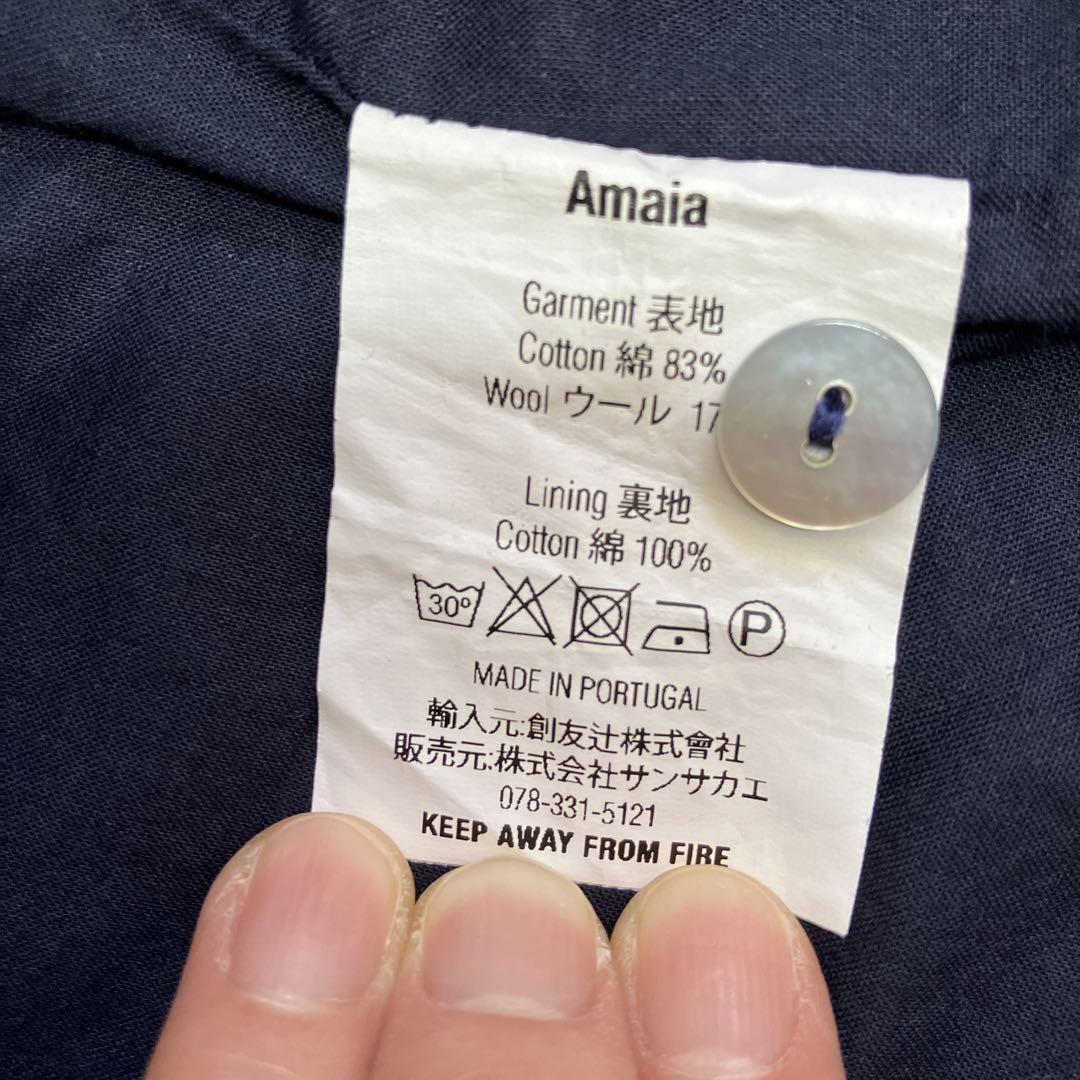 Amaia
Garment 表地
Cotton 綿 83%
Wool ウール 17
Lining 裏地
Cotton 綿 100%
30º
P
MADE IN PORTUGAL
輸入元:創友辻株式會社
販売元:株式会社サンサカエ
078-331-5121
KEEP AWAY FROM FIRE